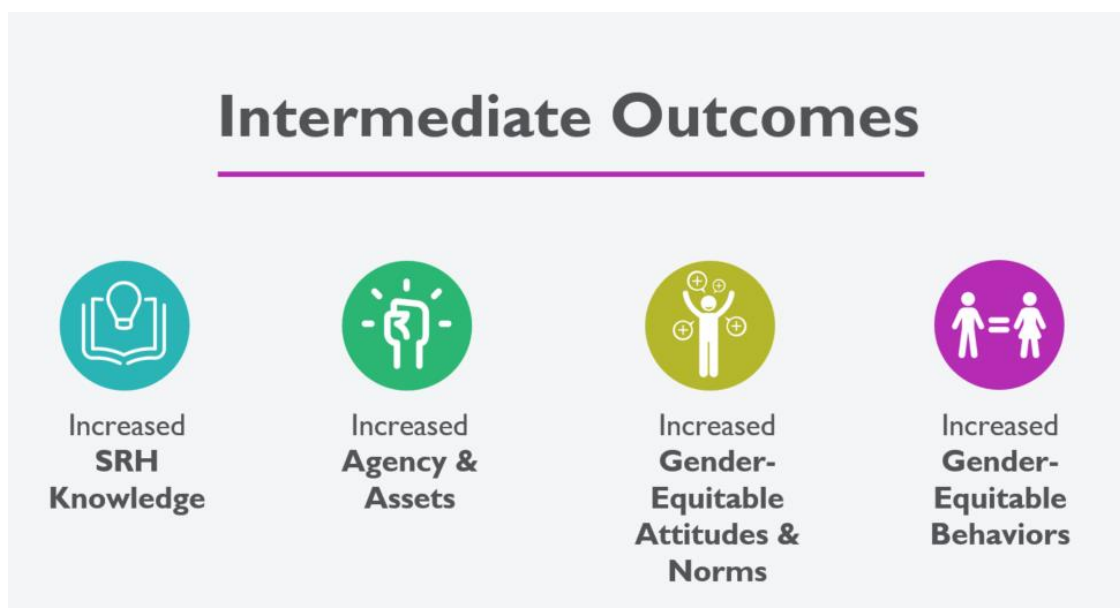 Intermediate Outcomes
Increased
SRH
Knowledge
Increased
Agency &
Assets
Increased
Gender-
Equitable
Attitudes &
Norms
Increased
Gender-
Equitable
Behaviors